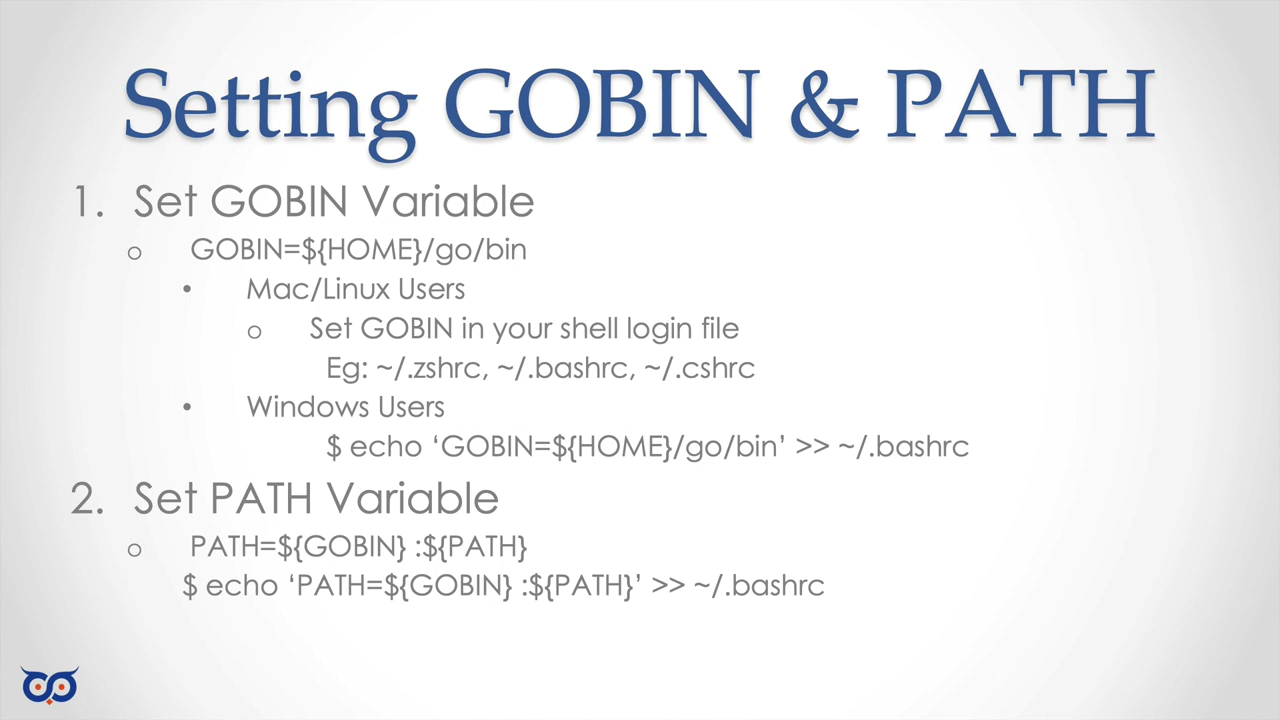 Setting GOBIN & PATH
1. Set GOBIN Variable
o GOBIN=${HOME}/go/bin
• Mac/Linux Users
o Set GOBIN in your shell login file
Eg: ~/.zshrc, ~/.bashrc, ~/.cshrc
• Windows Users
$ echo ‘GOBIN=${HOME}/go/bin’ >> ~/.bashrc
2. Set PATH Variable
o PATH=${GOBIN} :${PATH}
$ echo ‘PATH=${GOBIN} :${PATH}’ >> ~/.bashrc